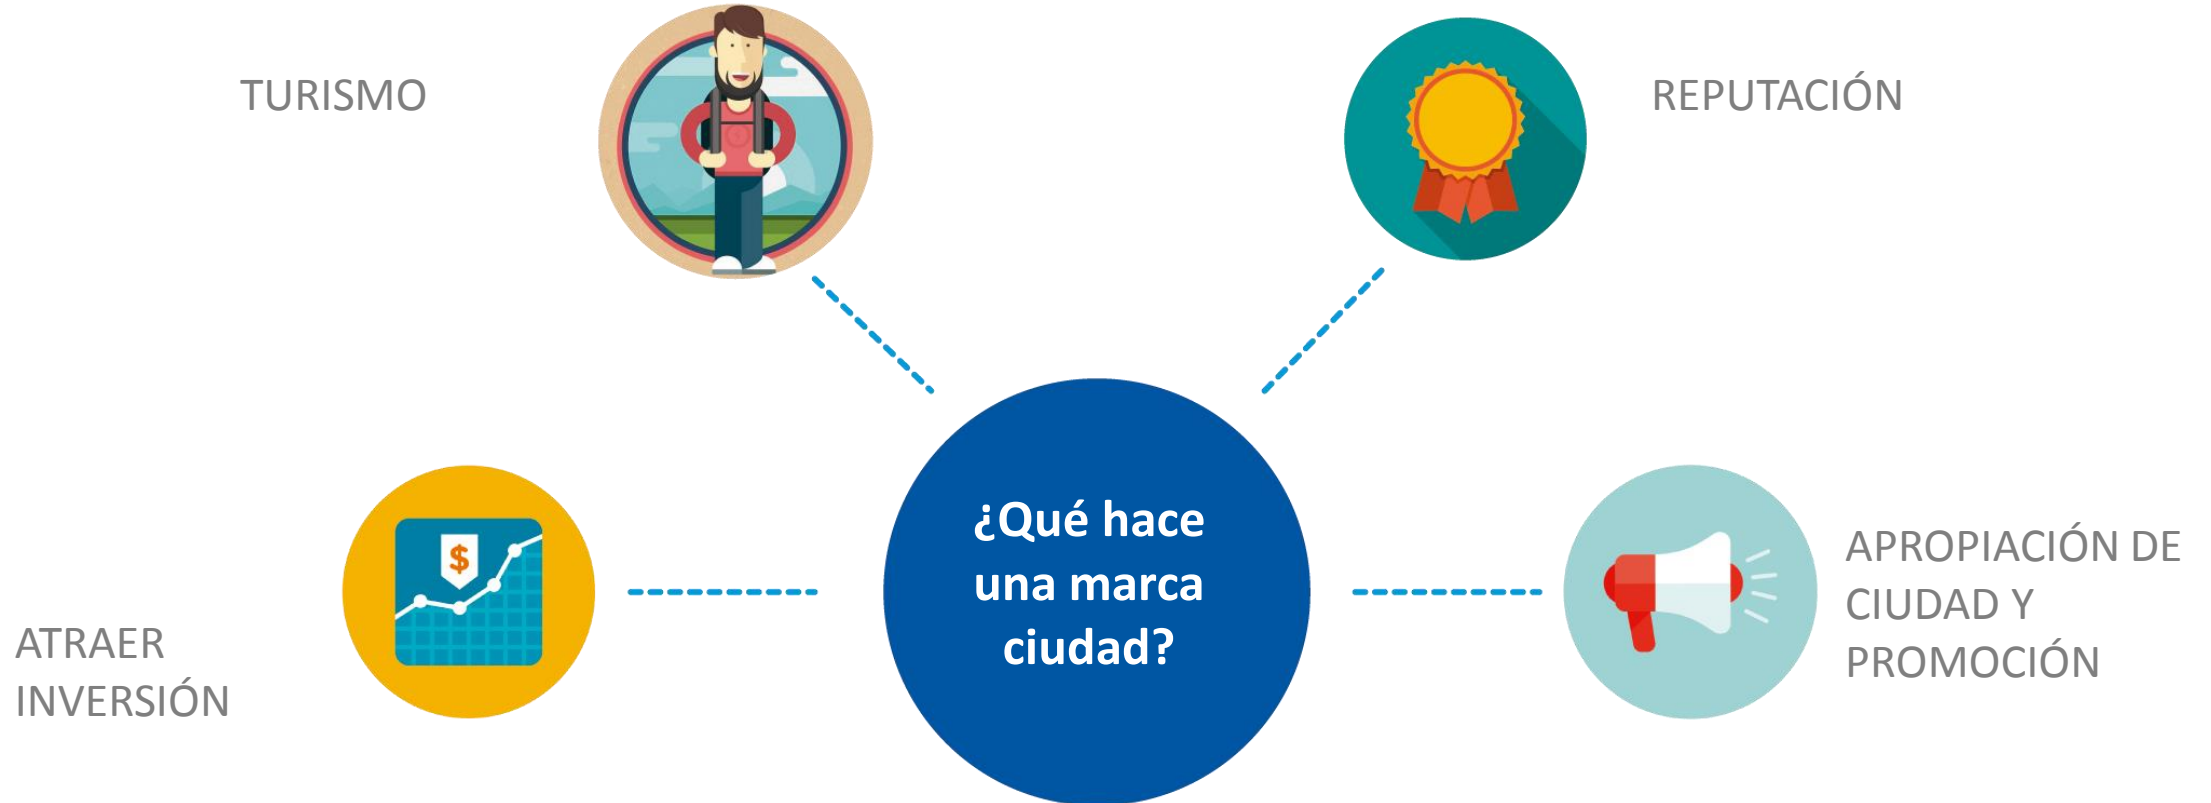 TURISMO
REPUTACIÓN
$
¿Qué hace
una marca
ciudad?
ATRAER
INVERSIÓN
APROPIACIÓN DE
CIUDAD Y
PROMOCIÓN